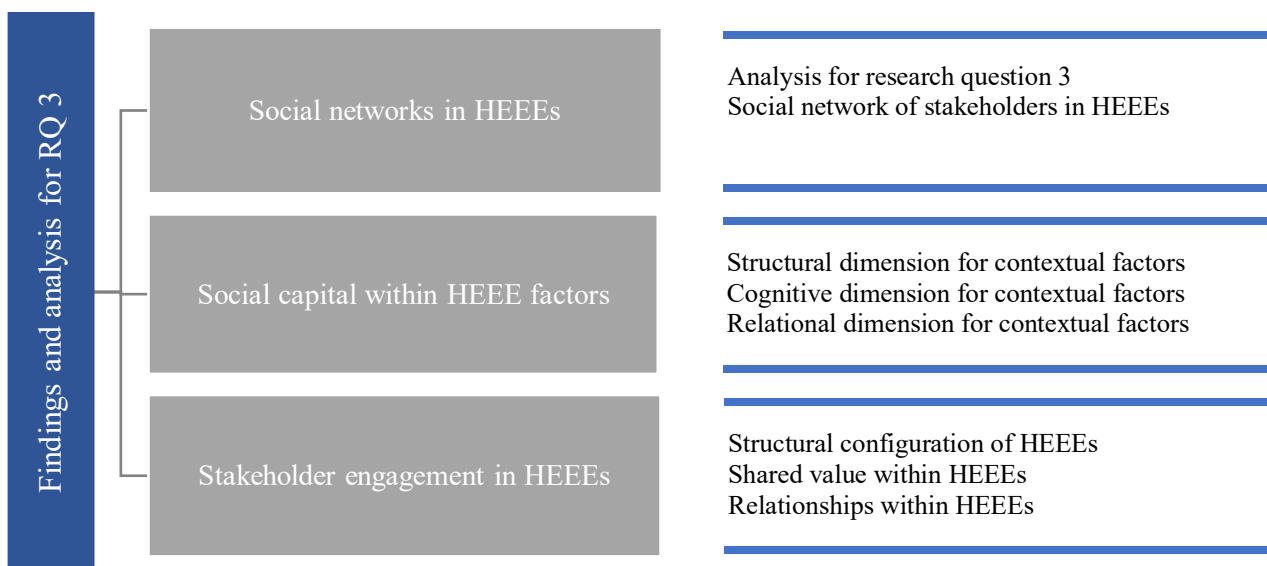 Findings and analysis for RQ 3
Social networks in HEEEs
Analysis for research question 3
Social network of stakeholders in HEEEs
Social capital within HEEE factors
Structural dimension for contextual factors
Cognitive dimension for contextual factors
Relational dimension for contextual factors
Stakeholder engagement in HEEEs
Structural configuration of HEEEs
Shared value within HEEEs
Relationships within HEEEs